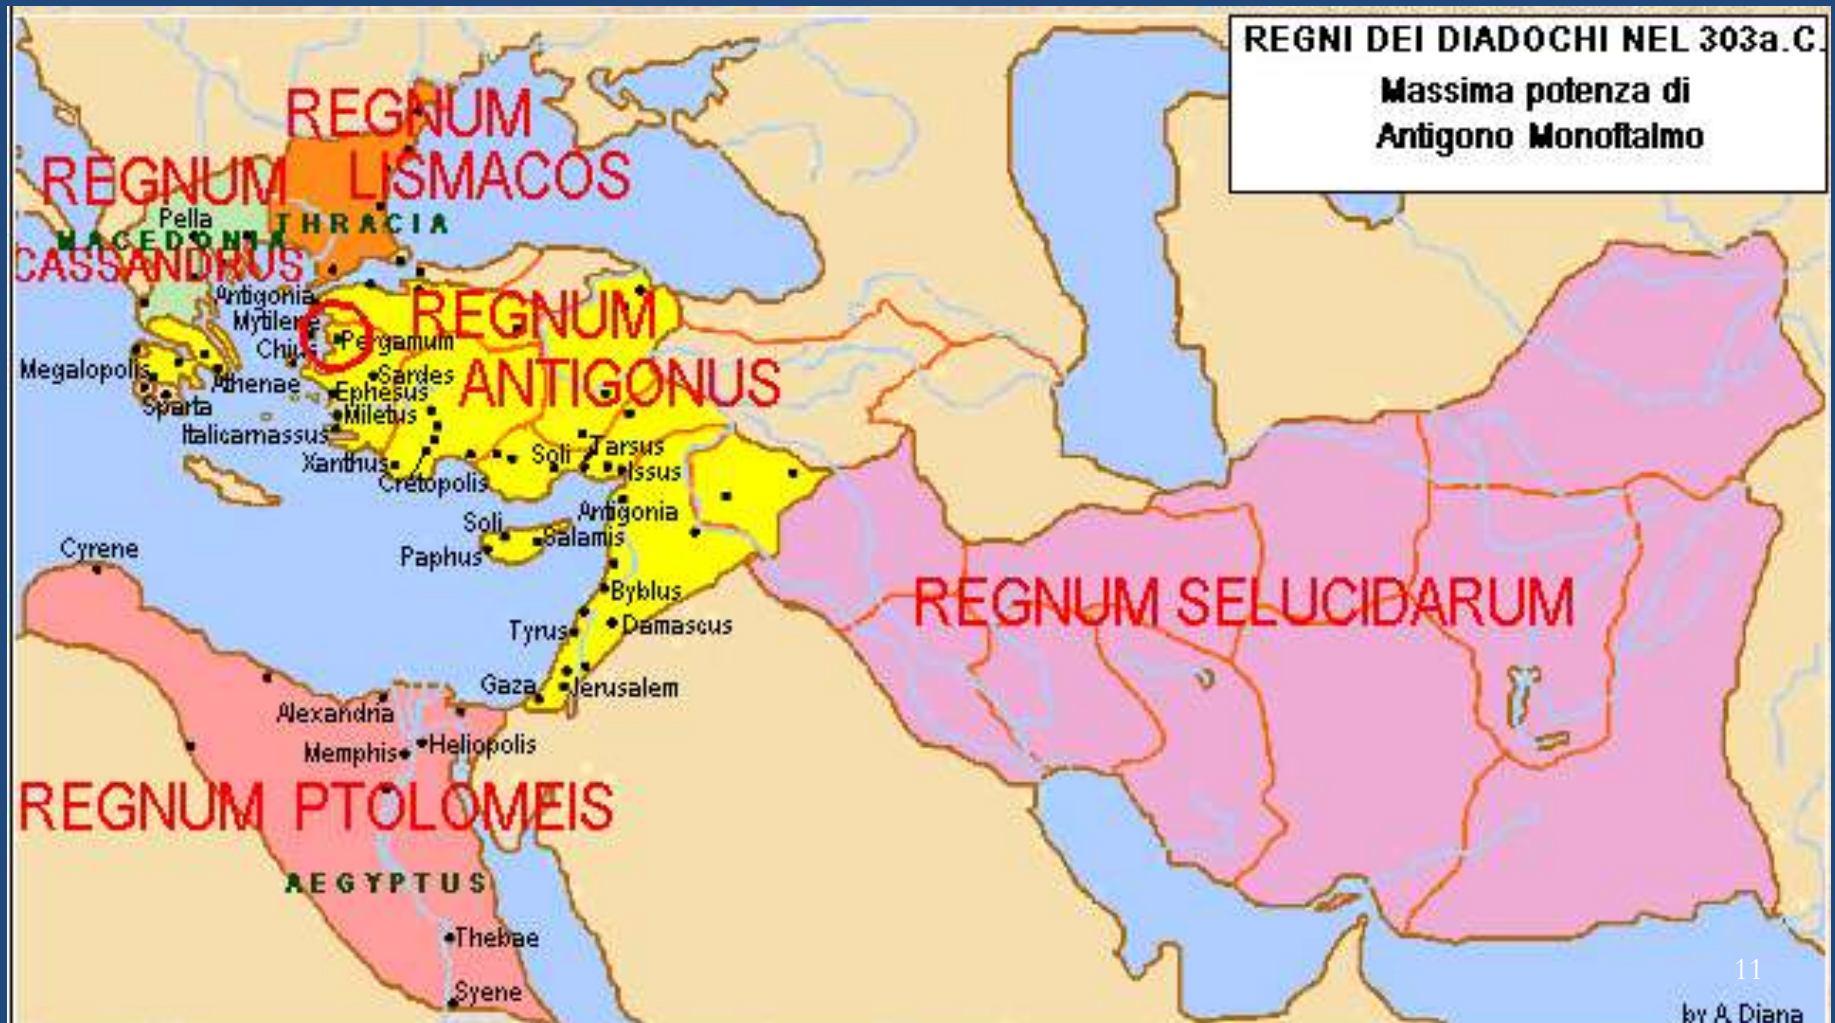 REGNI DEI DIADOCHI NEL 303a.C.
Massima potenza di
Antigono Monoftalmo
REGNUM
LISMACOS
REGNUM
CASSANDRUS
Pella
THRACIA
MACEDONIA
Antigonia
Mytilene
Chius
Pergamum
REGNUM
ANTIGONUS
Megalopolis
Athenae
Sardes
Ephesus
Sparta
Miletus
Italicarnassus
Xanthus
Cretopolis
Soli
Tarsus
Issus
Antigonia
Soli
Salamis
Paphus
Cyrene
Byblus
Tyrus
Damascus
Gaza
Jerusalem
REGNUM SELUCIDARUM
Alexandria
Memphis
Heliopolis
REGNUM PTOLOMEIS
AEGYPTUS
Thebae
Syene
11
by A. Diana